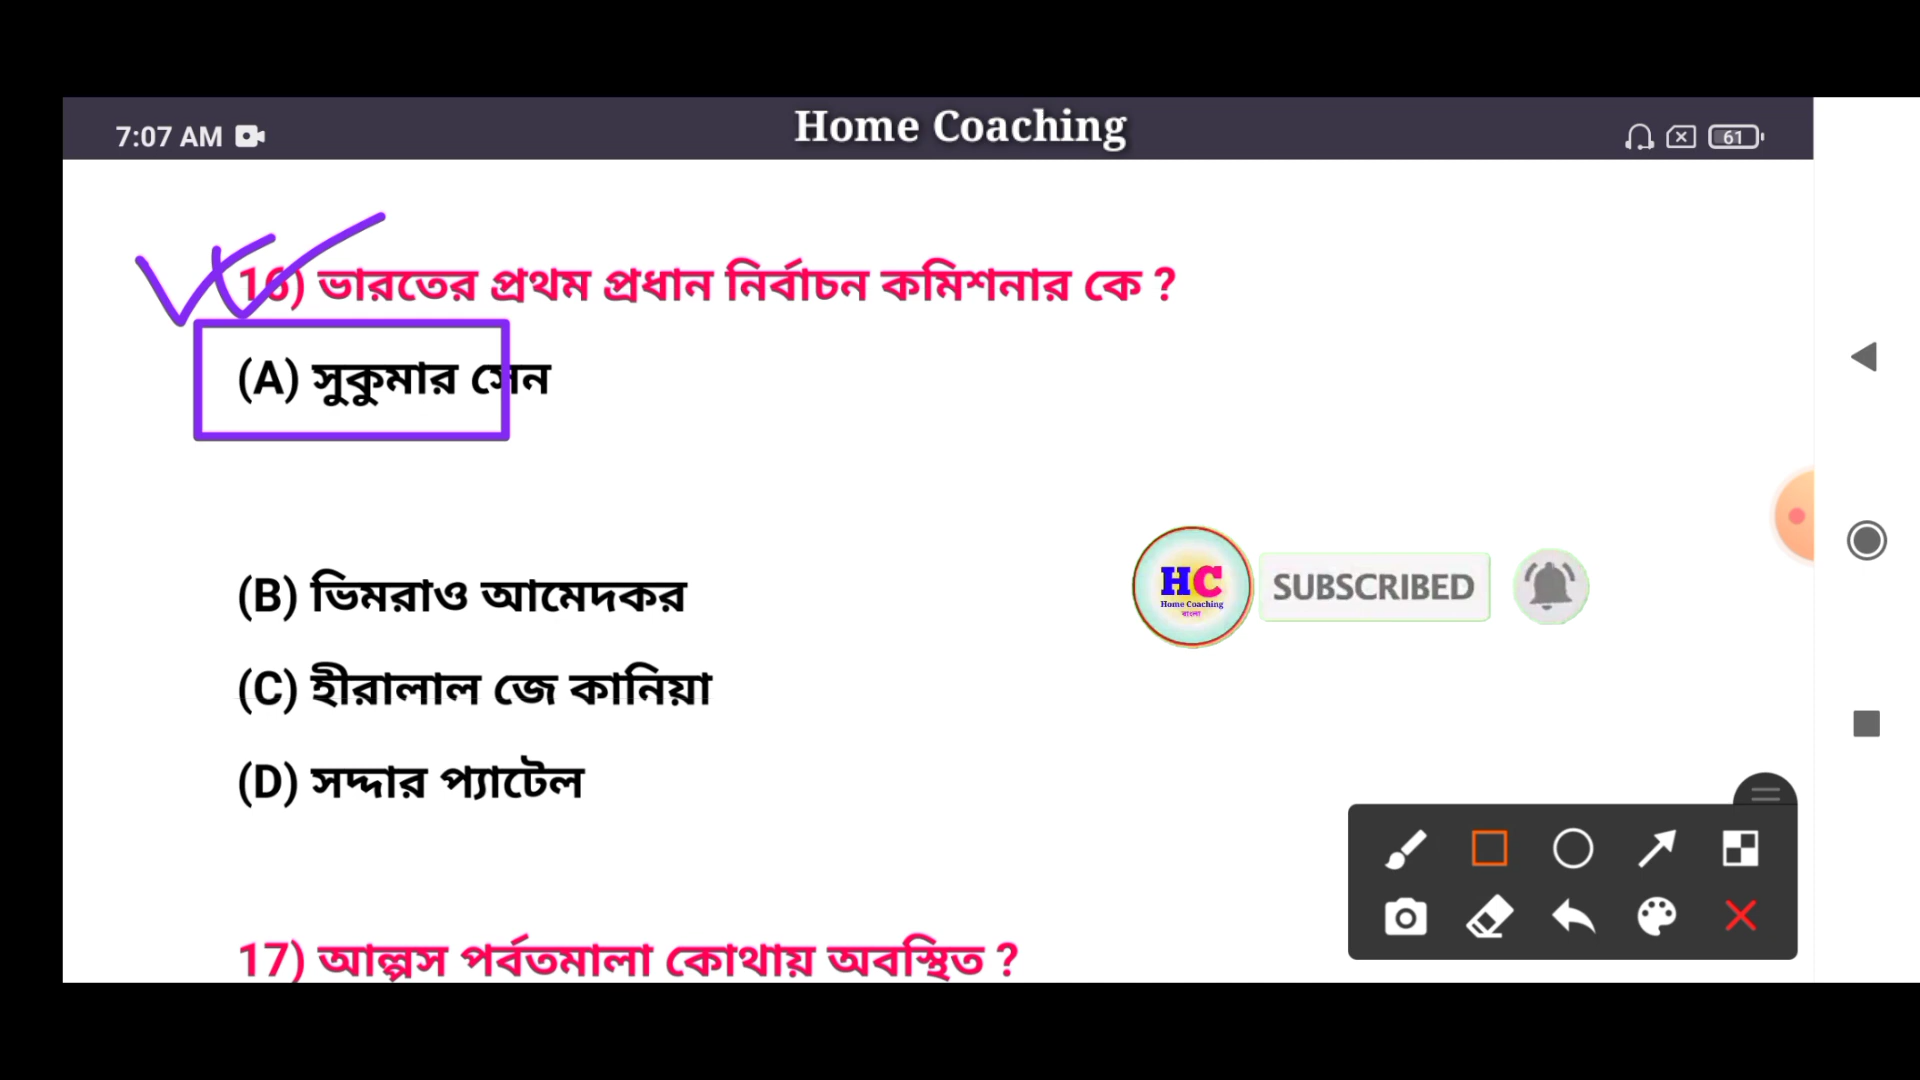 7:07 AM
Home Coaching
61
16) ভারতের প্রথম প্রধান নির্বাচন কমিশনার কে ?
(A) সুকুমার সেন
(B) ভিমরাও আমেদকর
(C) হীরালাল জে কানিয়া
(D) সদ্দার প্যাটেল
HC
Home Coaching
বাংলা
SUBSCRIBED
17) আল্পস পর্বতমালা কোথায় অবস্থিত ?